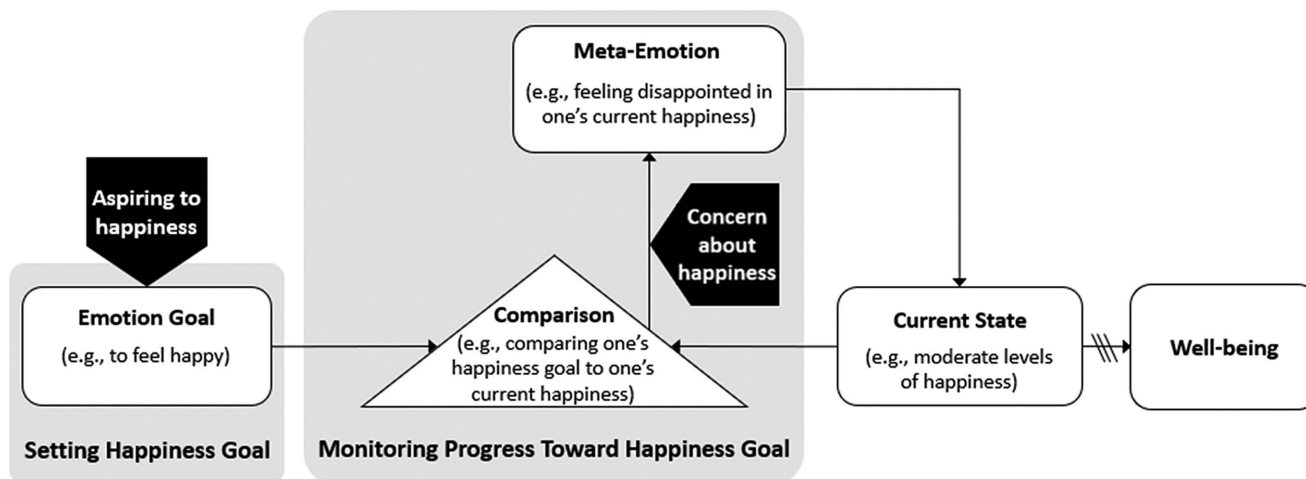 Meta-Emotion
(e.g., feeling disappointed in
one’s current happiness)
Aspiring to
happiness
Concern
about
happiness
Emotion Goal
(e.g., to feel happy)
Comparison
(e.g., comparing one’s
happiness goal to one’s
current happiness)
Current State
(e.g., moderate levels
of happiness)
Well-being
Setting Happiness Goal
Monitoring Progress Toward Happiness Goal